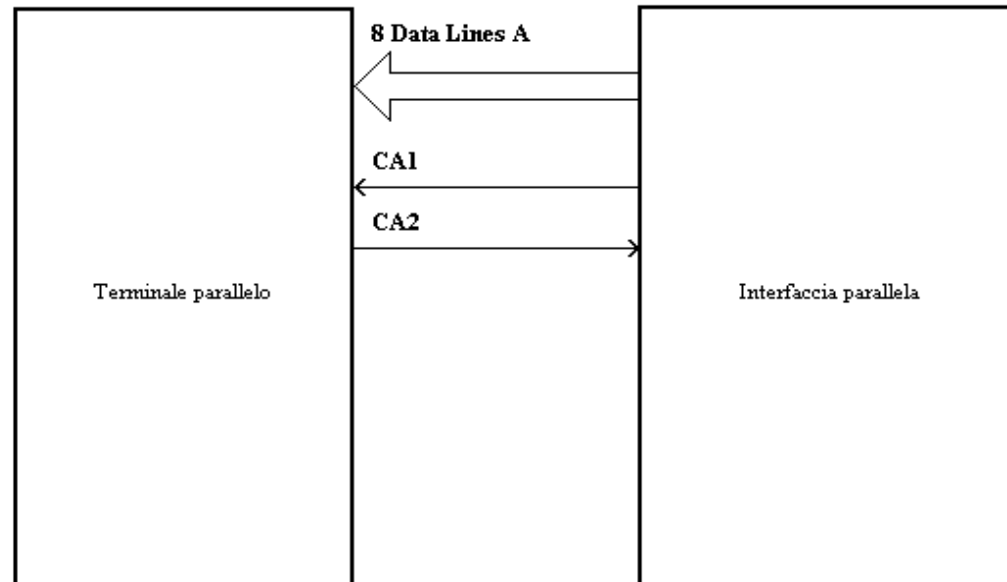 8 Data Lines A
CA1
CA2
Terminale parallelo
Interfaccia parallela